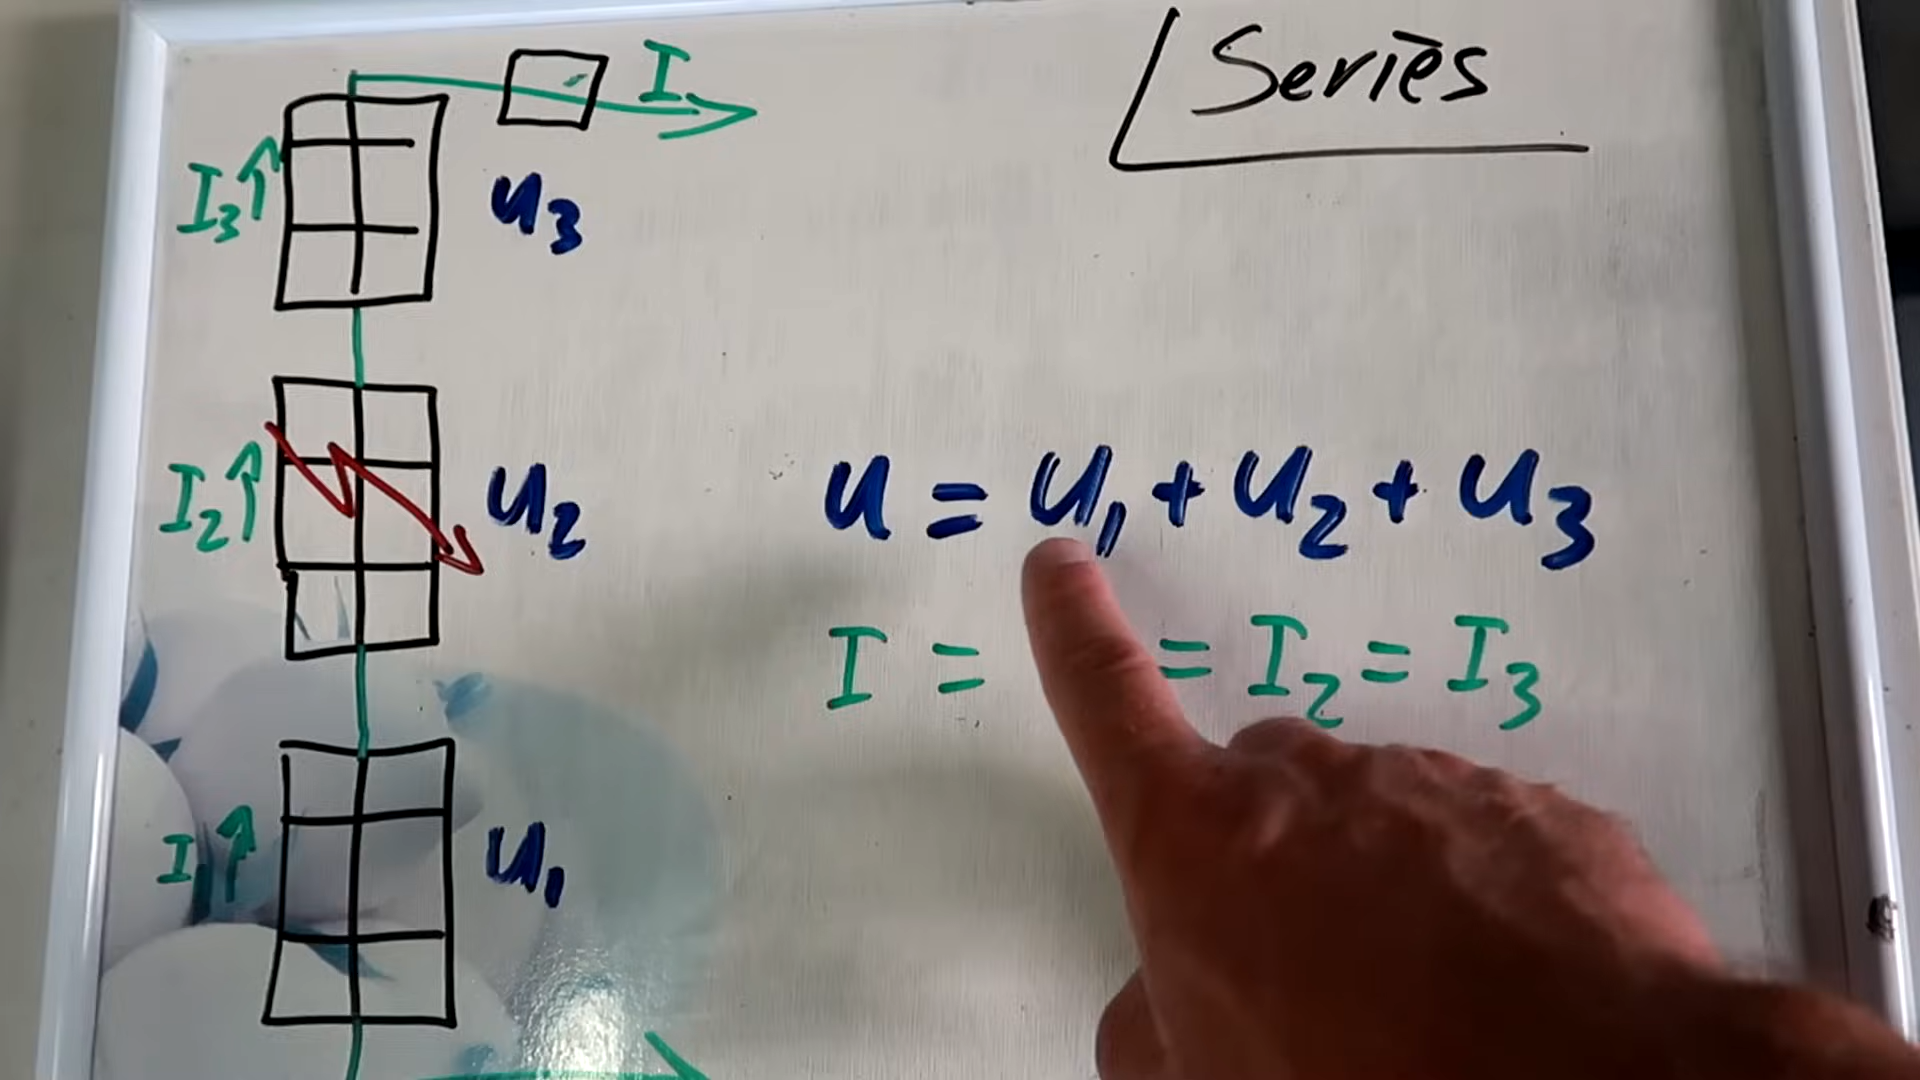 Series
I
I3
U3
I2
U2
U = U1 + U2 + U3
I = = I2 = I3
I1
U1